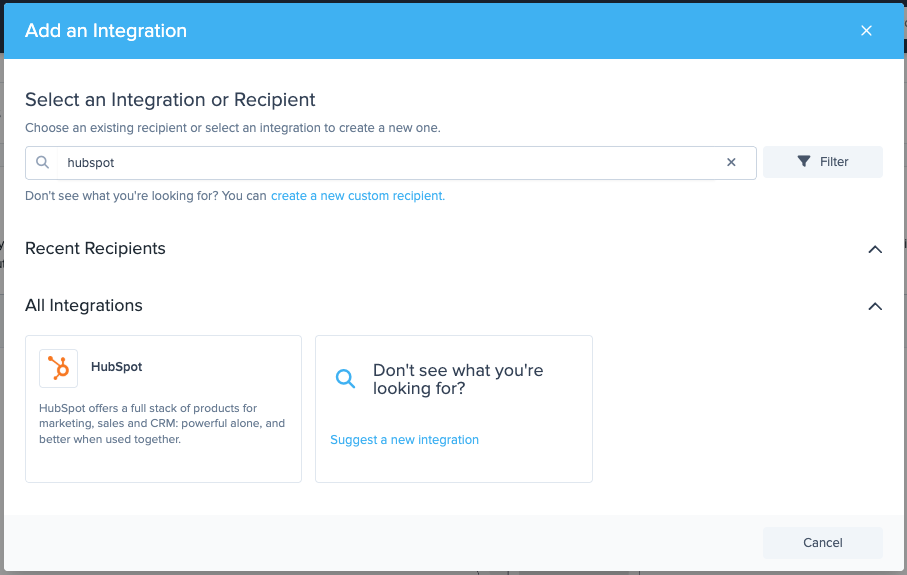 Add an Integration
Select an Integration or Recipient
Choose an existing recipient or select an integration to create a new one.
hubspot
Filter
Don't see what you're looking for? You can create a new custom recipient.
Recent Recipients
All Integrations
HubSpot
HubSpot offers a full stack of products for
marketing, sales and CRM: powerful alone, and
better when used together.
Don't see what you're
looking for?
Suggest a new integration
Cancel